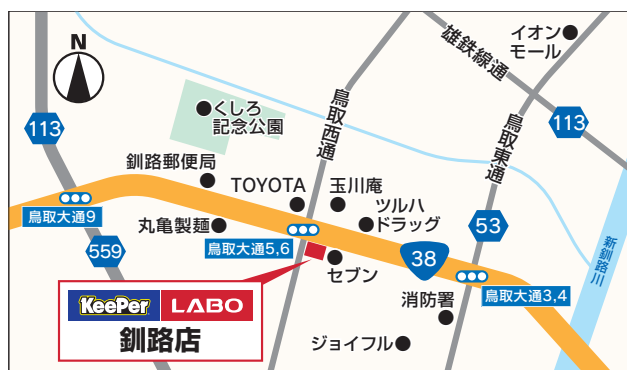 N
イオン
モール
雄鉄線通
113
113
くしろ
記念公園
鳥取西通
鳥取東通
釧路郵便局
TOYOTA
玉川庵
ツルハ
ドラッグ
鳥取大通9
丸亀製麺
鳥取大通5,6
53
559
38
セブン
新釧路川
鳥取大通3,4
消防署
KeePer LABO
釧路店
ジョイフル